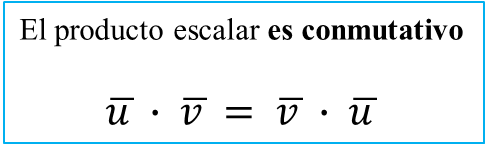 El producto escalar es conmutativo
u̅ · v̅ = v̅ · u̅